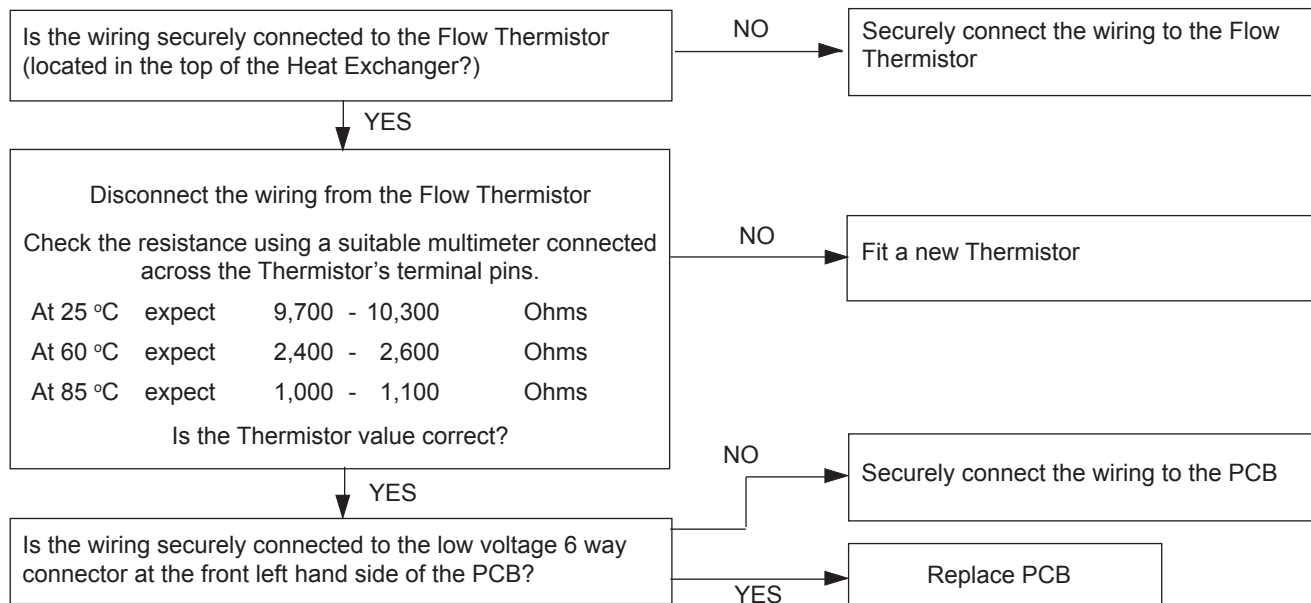 Is the wiring securely connected to the Flow Thermistor
(located in the top of the Heat Exchanger?)
NO
Securely connect the wiring to the Flow
Thermistor
YES
Disconnect the wiring from the Flow Thermistor
Check the resistance using a suitable multimeter connected
across the Thermistor’s terminal pins.
At 25 ºC expect 9,700 - 10,300 Ohms
At 60 ºC expect 2,400 - 2,600 Ohms
At 85 ºC expect 1,000 - 1,100 Ohms
Is the Thermistor value correct?
NO
Fit a new Thermistor
YES
Is the wiring securely connected to the low voltage 6 way
connector at the front left hand side of the PCB?
NO
Securely connect the wiring to the PCB
YES
Replace PCB